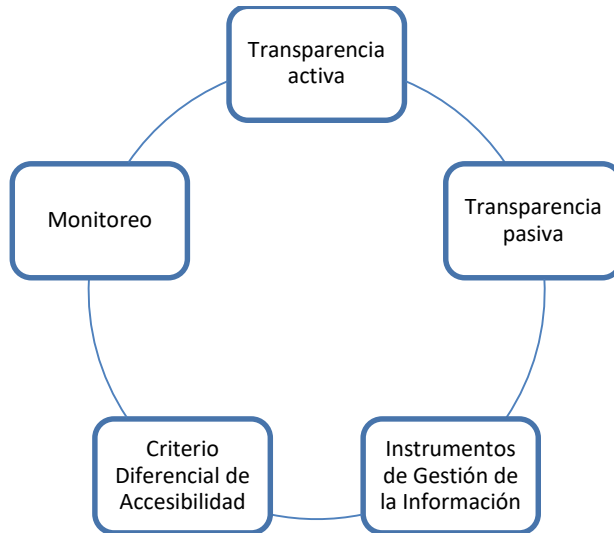 Transparencia
activa
Monitoreo
Transparencia
pasiva
Criterio
Diferencial de
Accesibilidad
Instrumentos
de Gestión de
la Información